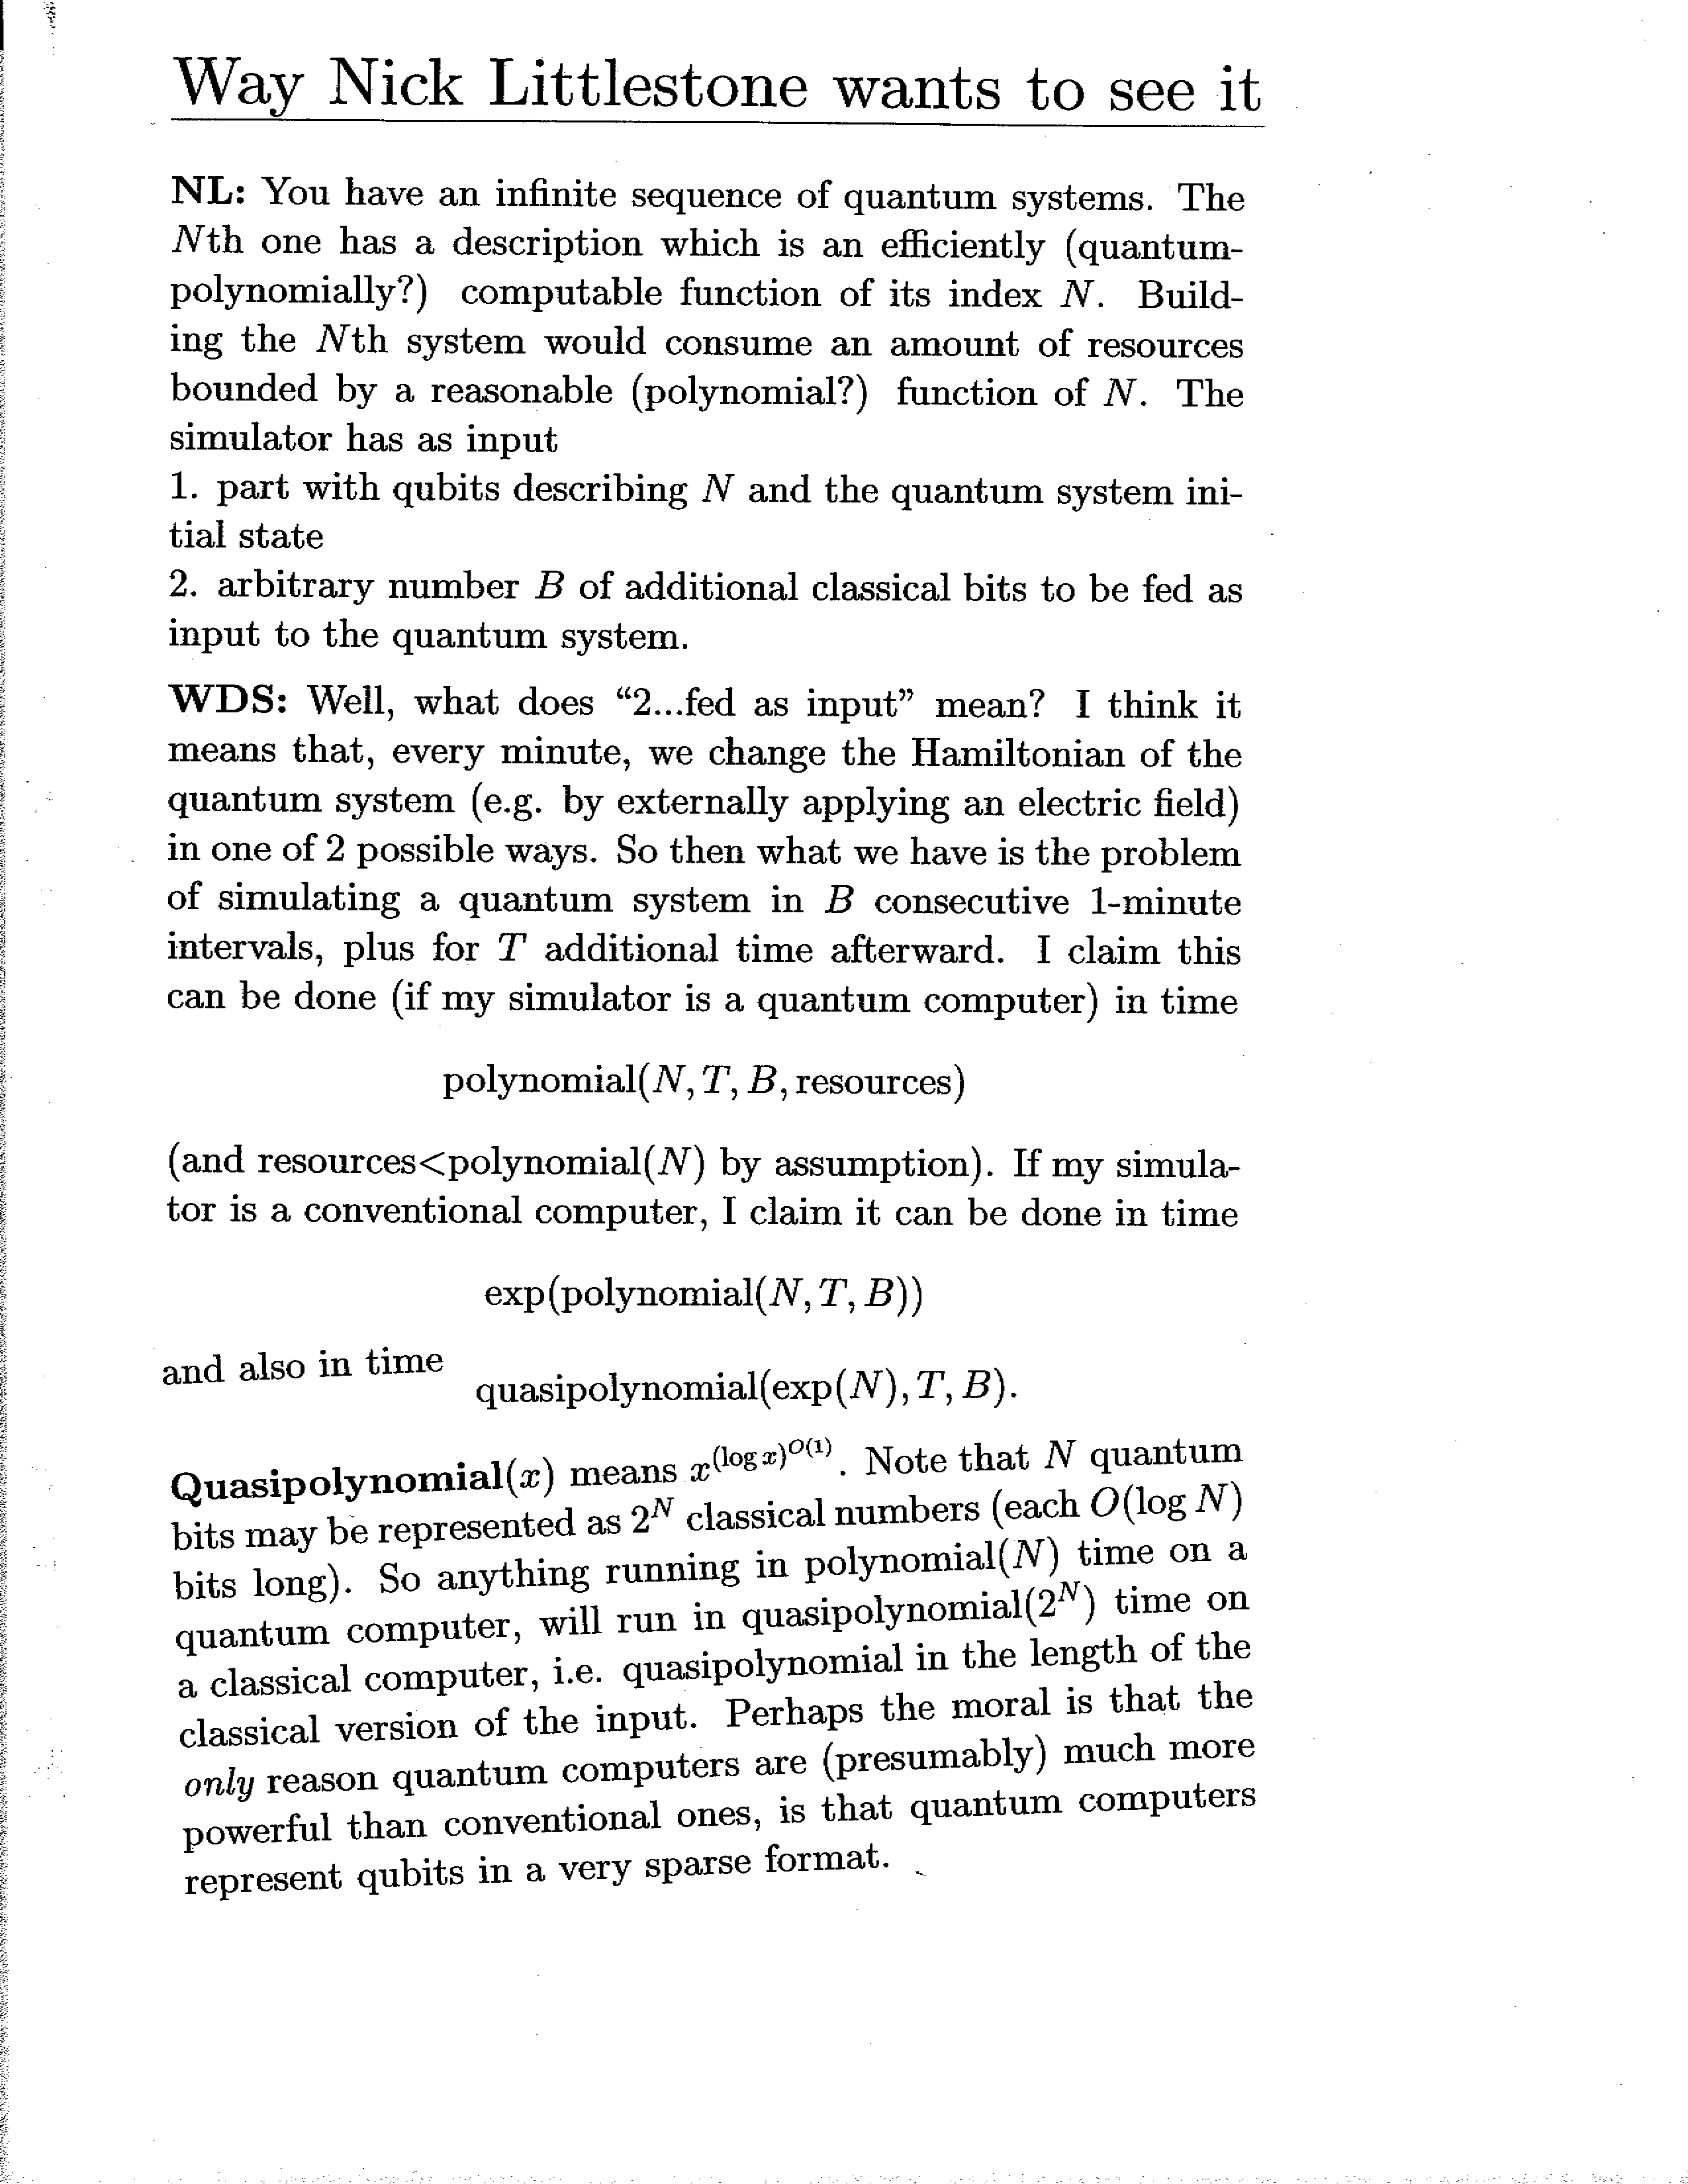 Way Nick Littlestone wants to see it
NL: You have an infinite sequence of quantum systems. The
Nth one has a description which is an efficiently (quantum-
polynomially?) computable function of its index N. Build-
ing the Nth system would consume an amount of resources
bounded by a reasonable (polynomial?) function of N. The
simulator has as input
1. part with qubits describing N and the quantum system ini-
tial state
2. arbitrary number B of additional classical bits to be fed as
input to the quantum system.
WDS: Well, what does “2...fed as input” mean? I think it
means that, every minute, we change the Hamiltonian of the
quantum system (e.g. by externally applying an electric field)
in one of 2 possible ways. So then what we have is the problem
of simulating a quantum system in B consecutive 1-minute
intervals, plus for T additional time afterward. I claim this
can be done (if my simulator is a quantum computer) in time
polynomial(N, T, B, resources)
(and resources<polynomial(N) by assumption). If my simula-
tor is a conventional computer, I claim it can be done in time
exp(polynomial(N, T, B))
and also in time
quasipolynomial(exp(N), T, B).
Quasipolynomial(x) means x^{(log x)^{O(1)}}. Note that N quantum
bits may be represented as 2^N classical numbers (each O(log N)
bits long). So anything running in polynomial(N) time on a
quantum computer, will run in quasipolynomial(2^N) time on
a classical computer, i.e. quasipolynomial in the length of the
classical version of the input. Perhaps the moral is that the
only reason quantum computers are (presumably) much more
powerful than conventional ones, is that quantum computers
represent qubits in a very sparse format.